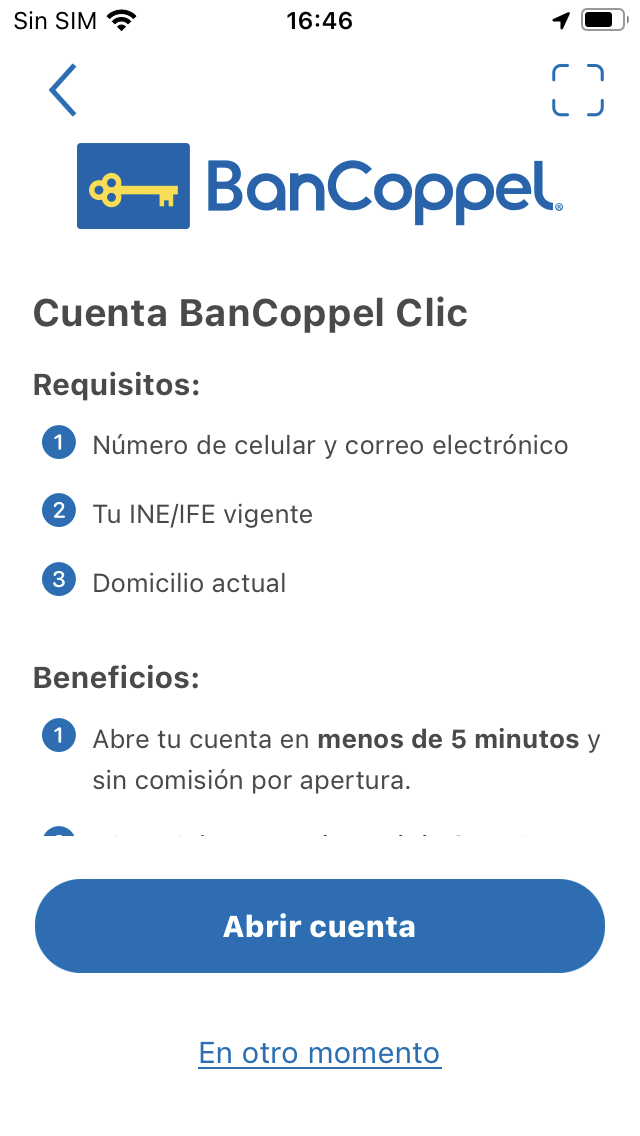 Sin SIM 16:46
BanCoppel®
Cuenta BanCoppel Clic
Requisitos:
1 Número de celular y correo electrónico
2 Tu INE/IFE vigente
3 Domicilio actual
Beneficios:
1 Abre tu cuenta en menos de 5 minutos y
sin comisión por apertura.
Abrir cuenta
En otro momento